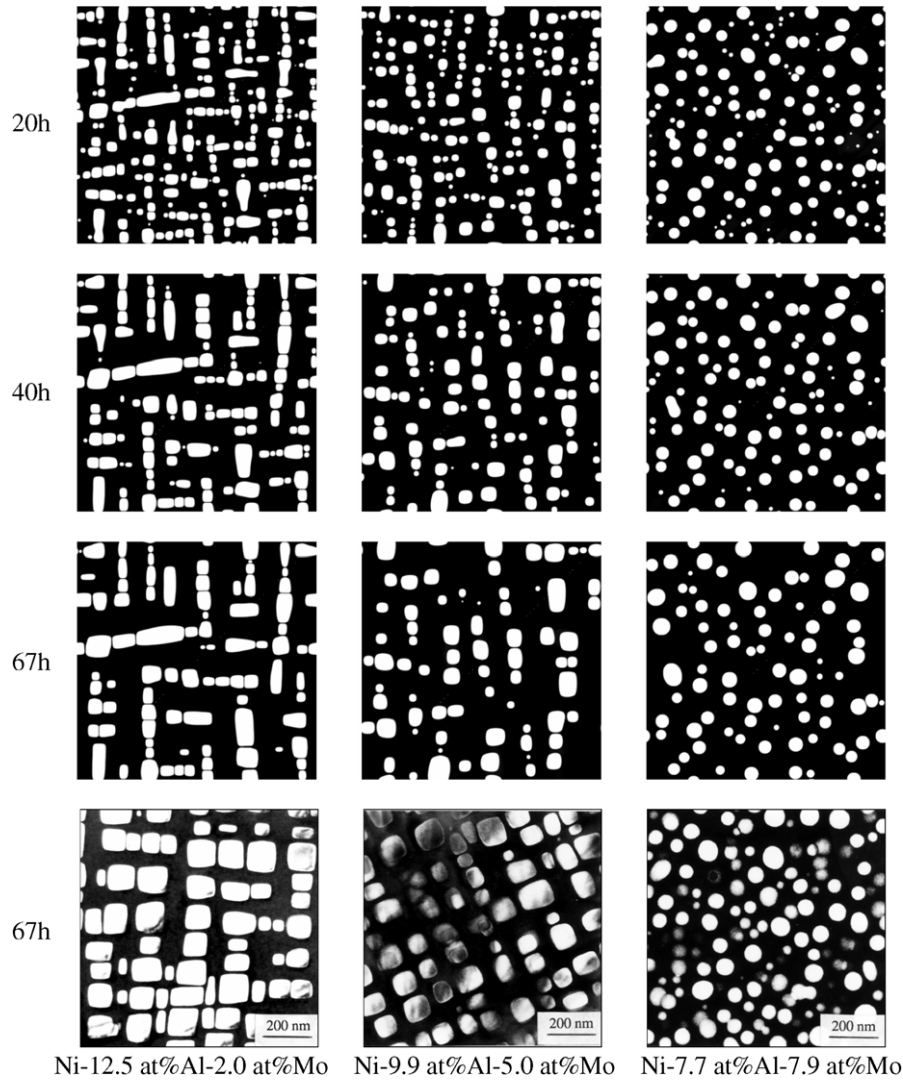 20h
40h
67h
67h
200 nm
200 nm
200 nm
Ni-12.5 at%Al-2.0 at%Mo
Ni-9.9 at%Al-5.0 at%Mo
Ni-7.7 at%Al-7.9 at%Mo